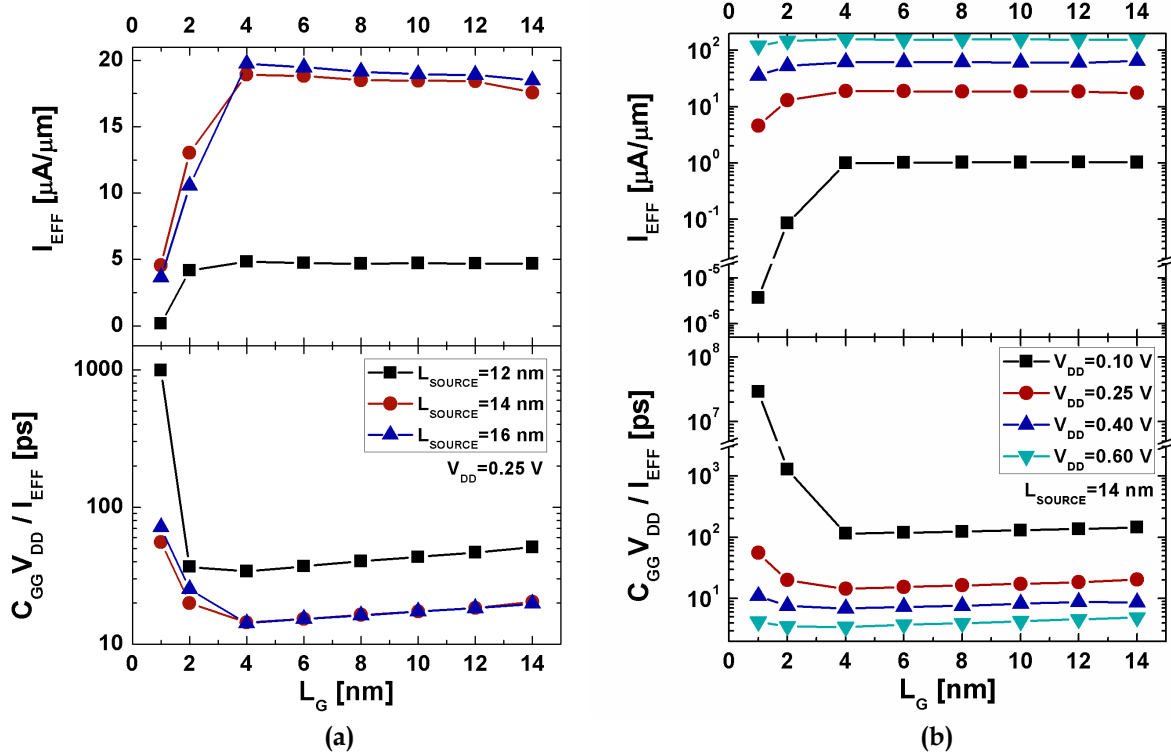 0 2 4 6 8 10 12 14
20
15
10
5
0
I_EFF [µA/µm]
1000
100
10
C_GG V_DD / I_EFF [ps]
L_SOURCE=12 nm
L_SOURCE=14 nm
L_SOURCE=16 nm
V_DD=0.25 V
0 2 4 6 8 10 12 14
L_G [nm]
(a)
0 2 4 6 8 10 12 14
10^2
10^1
10^0
10^-1
10^-5
10^-6
I_EFF [µA/µm]
10^8
10^7
10^3
10^2
10^1
C_GG V_DD / I_EFF [ps]
V_DD=0.10 V
V_DD=0.25 V
V_DD=0.40 V
V_DD=0.60 V
L_SOURCE=14 nm
0 2 4 6 8 10 12 14
L_G [nm]
(b)